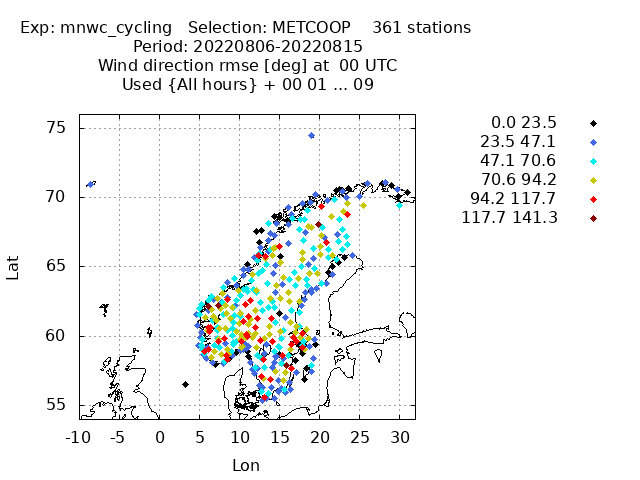 Exp: mnwc_cycling   Selection: METCOOP    361 stations
Period: 20220806-20220815
Wind direction rmse [deg] at  00 UTC
Used {All hours} + 00 01 ... 09
0.0 23.5
23.5 47.1
47.1 70.6
70.6 94.2
94.2 117.7
117.7 141.3
75
70
65
60
55
Lat
-10 -5 0 5 10 15 20 25 30
Lon